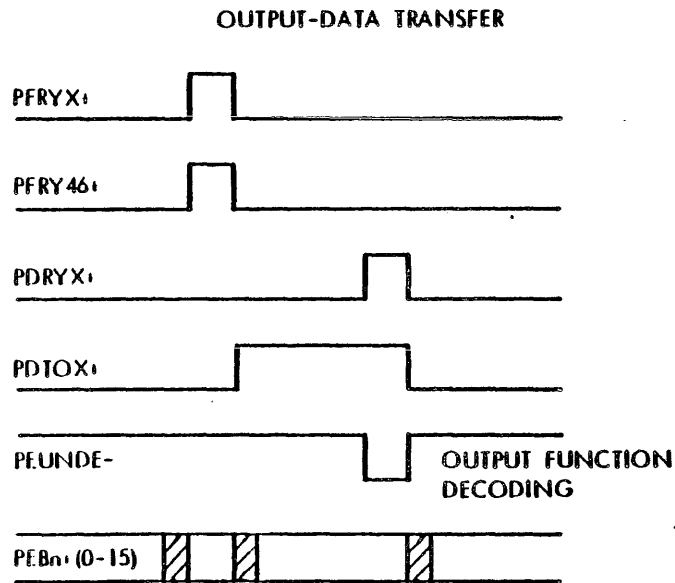 OUTPUT-DATA TRANSFER
PFRYX+
PFRY46+
PDRYX+
PDTOX+
PEUNDE-
OUTPUT FUNCTION
DECODING
PEBn+ (0-15)